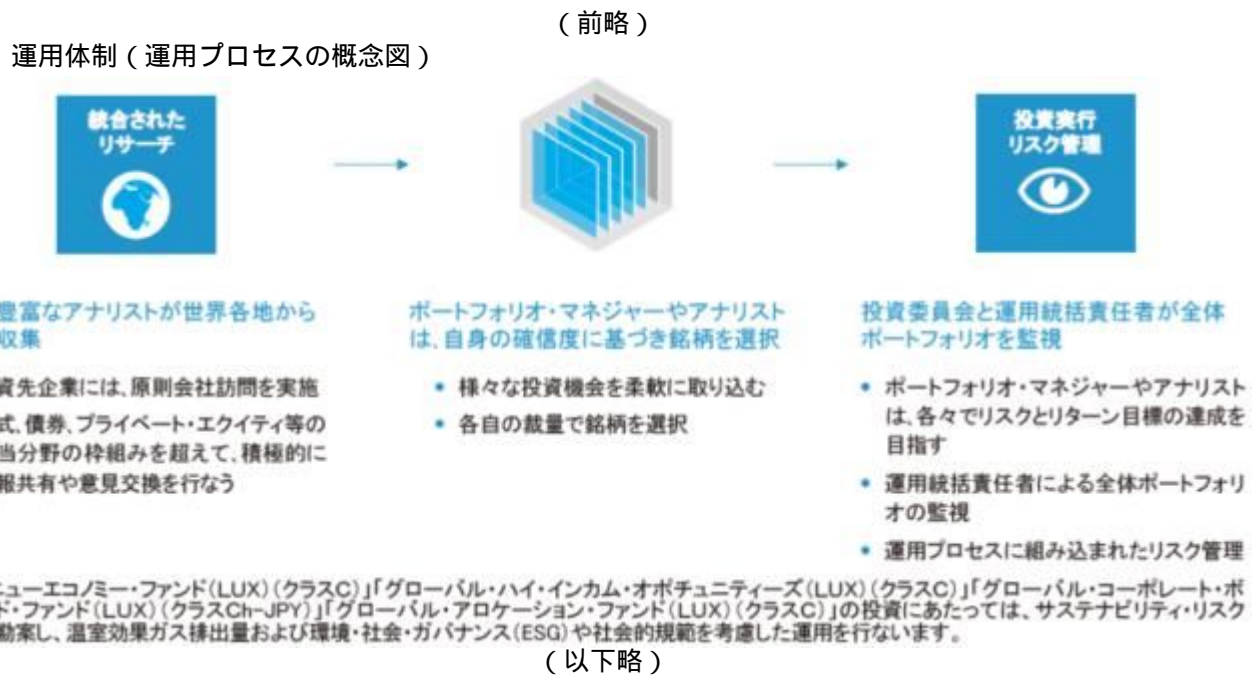 (前略)
運用体制(運用プロセスの概念図)
統合された
リサーチ
投資実行
リスク管理
豊富なアナリストが世界各地から
収集
資先企業には、原則会社訪問を実施
式、債券、プライベート・エクイティ等の
当分野の枠組みを超えて、積極的に
報共有や意見交換を行なう
ポートフォリオ・マネジャーやアナリスト
は、自身の確信度に基づき銘柄を選択
• 様々な投資機会を柔軟に取り込む
• 各自の裁量で銘柄を選択
投資委員会と運用統括責任者が全体
ポートフォリオを監視
• ポートフォリオ・マネジャーやアナリスト
は、各々でリスクとリターン目標の達成を
目指す
• 運用統括責任者による全体ポートフォリ
オの監視
• 運用プロセスに組み込まれたリスク管理
ニューエコノミー・ファンド(LUX)(クラスC)」「グローバル・ハイ・インカム・オポチュニティーズ(LUX)(クラスC)」「グローバル・コーポレート・ボ
ド・ファンド(LUX)(クラスCh-JPY)」「グローバル・アロケーション・ファンド(LUX)(クラスC)」の投資にあたっては、サステナビリティ・リスク
勘案し、温室効果ガス排出量および環境・社会・ガバナンス(ESG)や社会的規範を考慮した運用を行ないます。
(以下略)